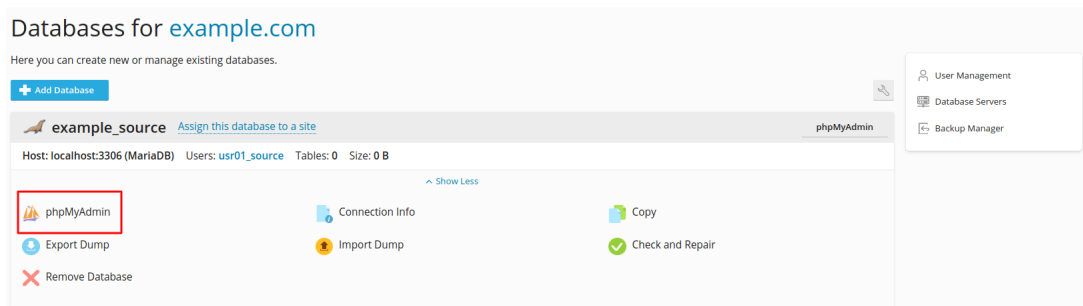 Databases for example.com
Here you can create new or manage existing databases.
Add Database
example_source Assign this database to a site phpMyAdmin
Host: localhost:3306 (MariaDB) Users: usr01_source Tables: 0 Size: 0 B
Show Less
phpMyAdmin Connection Info Copy
Export Dump Import Dump Check and Repair
Remove Database
User Management
Database Servers
Backup Manager